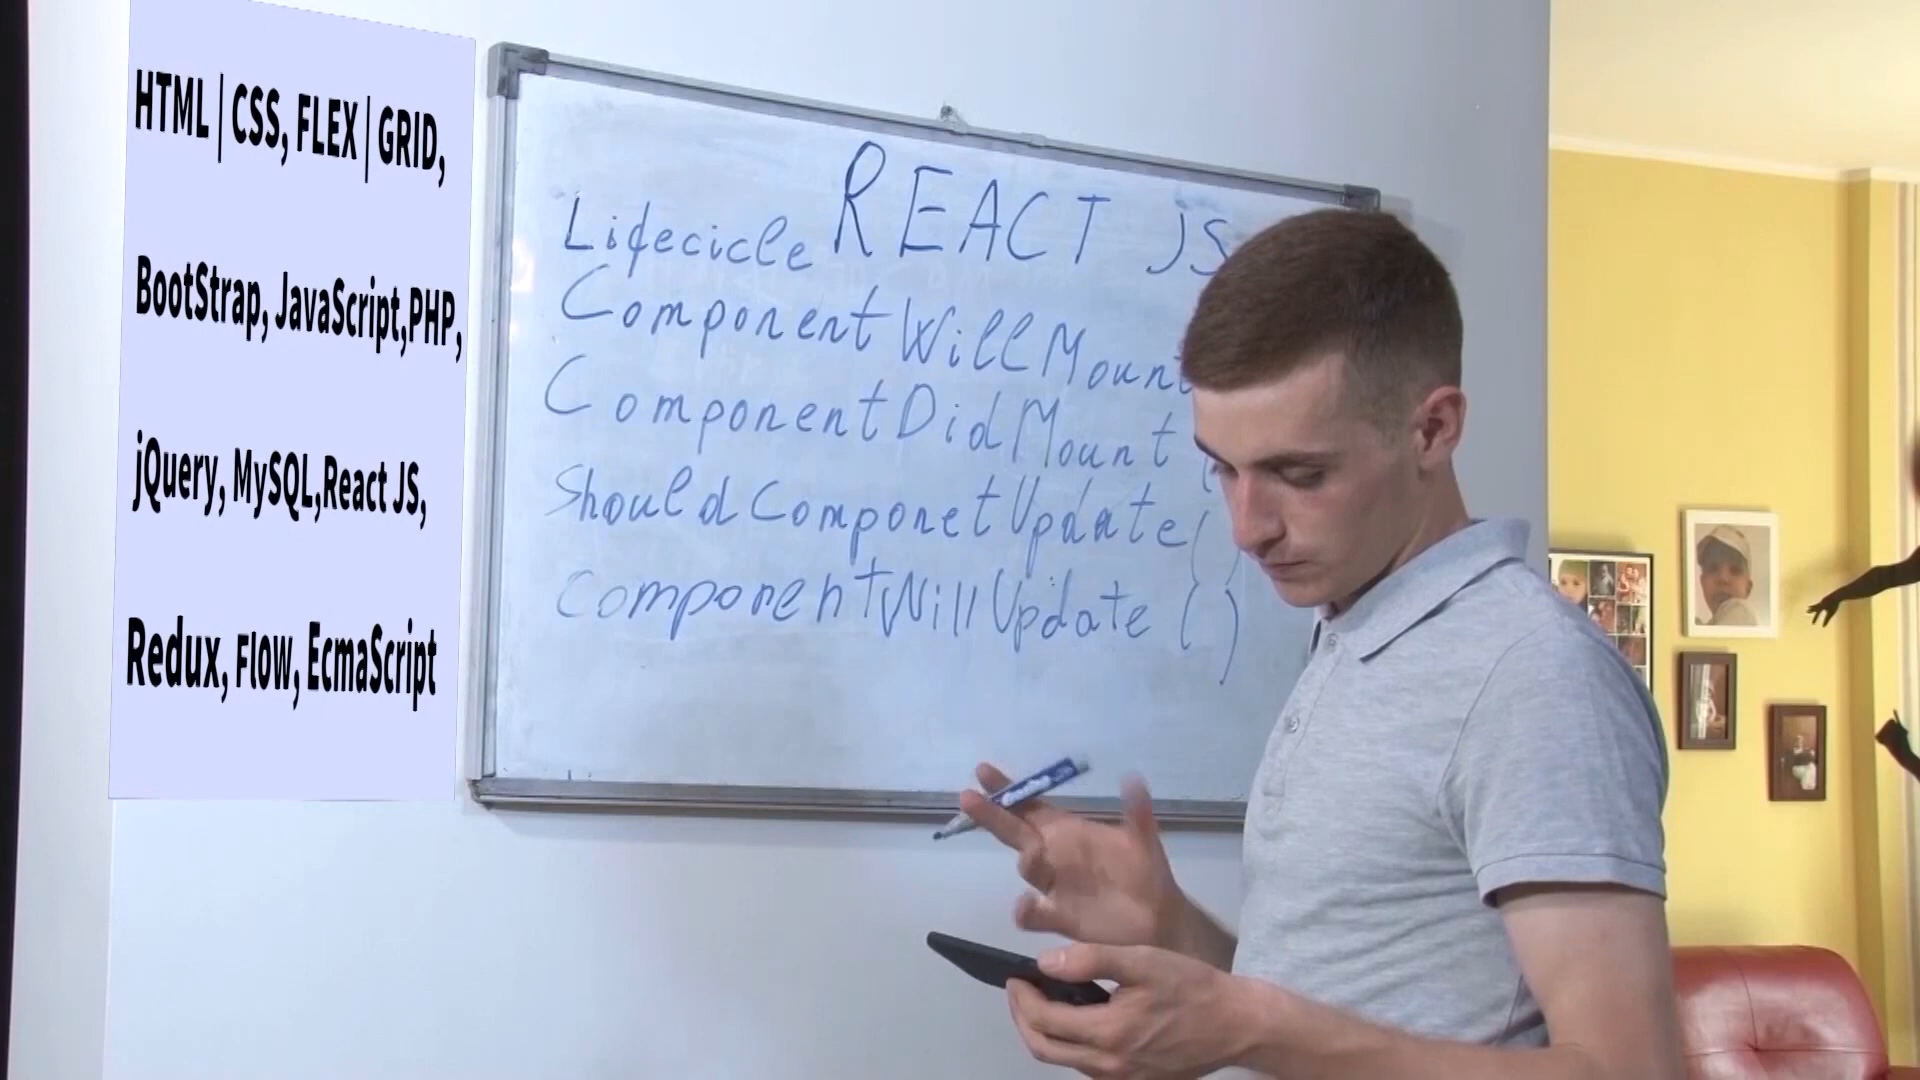 HTML | CSS, FLEX | GRID,
BootStrap, JavaScript,PHP,
jQuery, MySQL,React JS,
Redux, Flow, EcmaScript
REACT JS
Lifecicle
ComponentWillMount
ComponentDidMount (
ShouldComponetUpdate()
ComponentWillUpdate ()